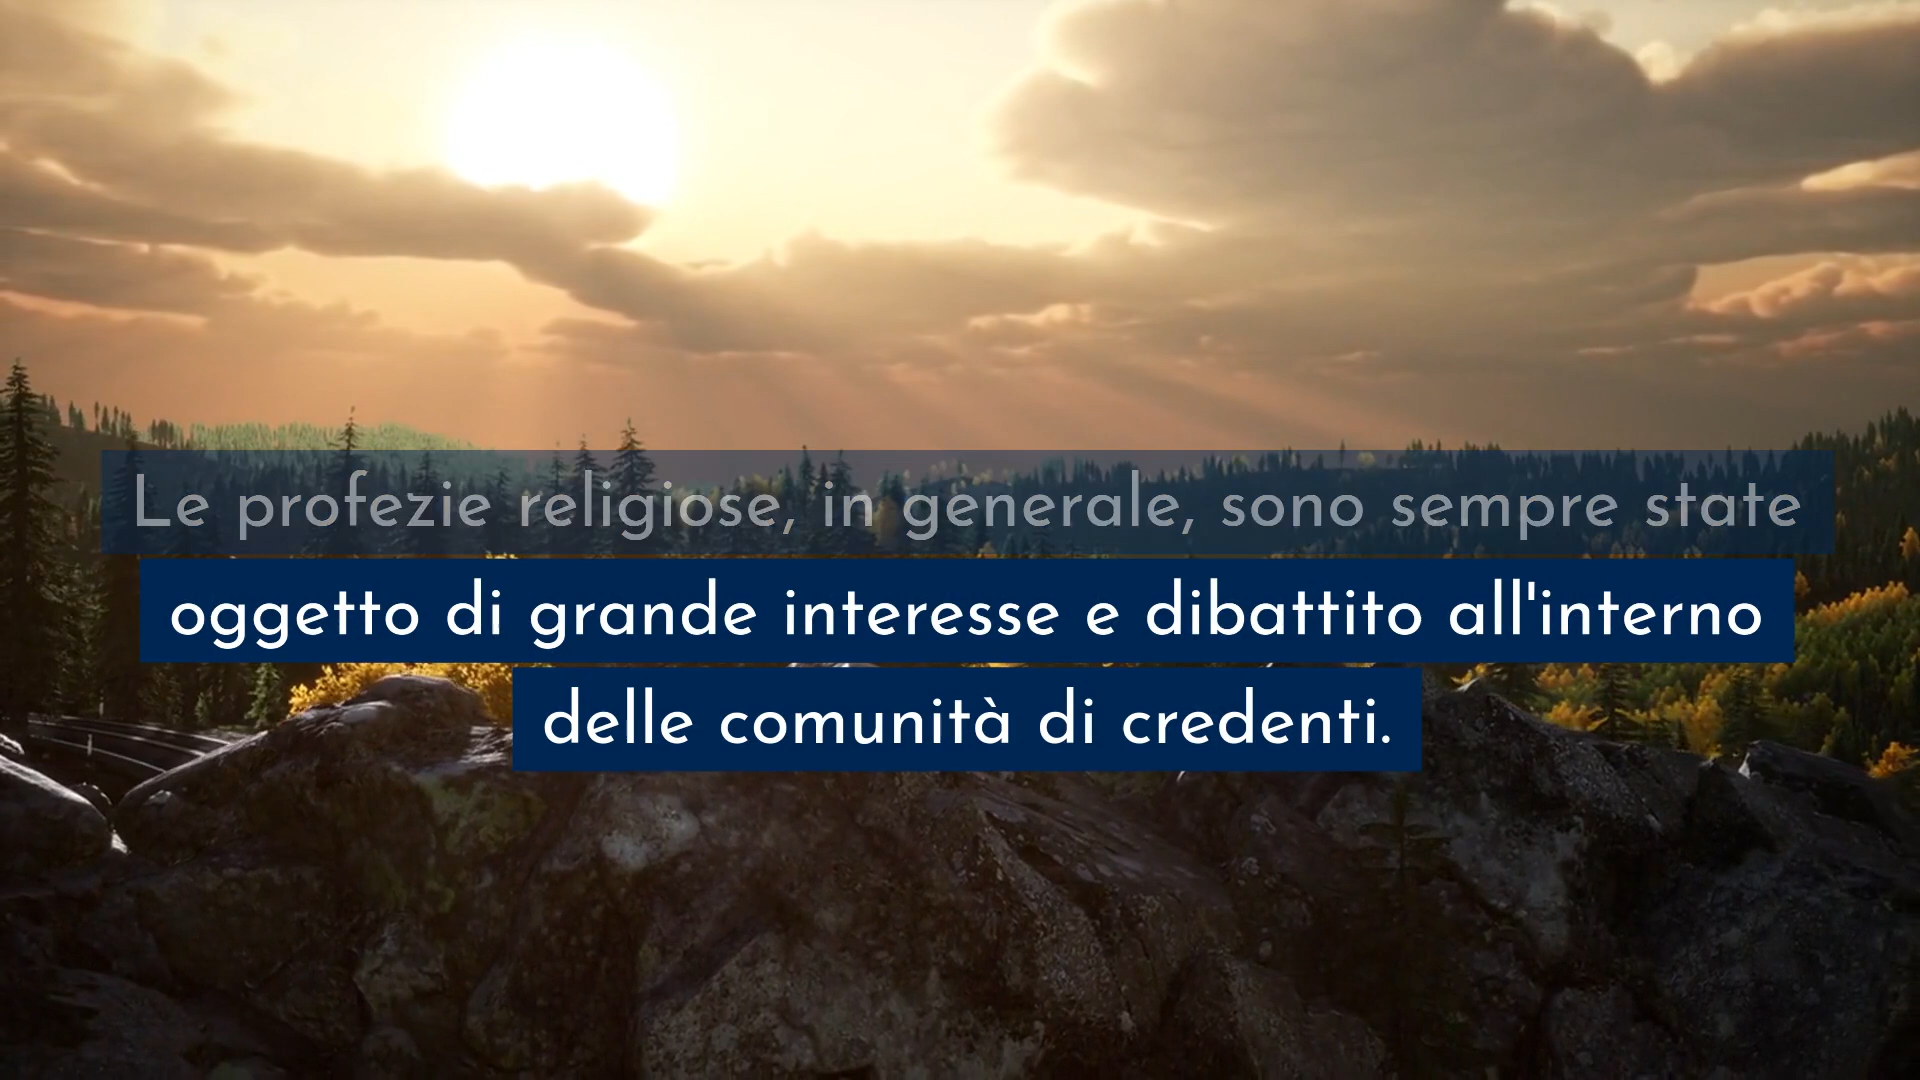 Le profezie religiose, in generale, sono sempre state
oggetto di grande interesse e dibattito all'interno
delle comunità di credenti.